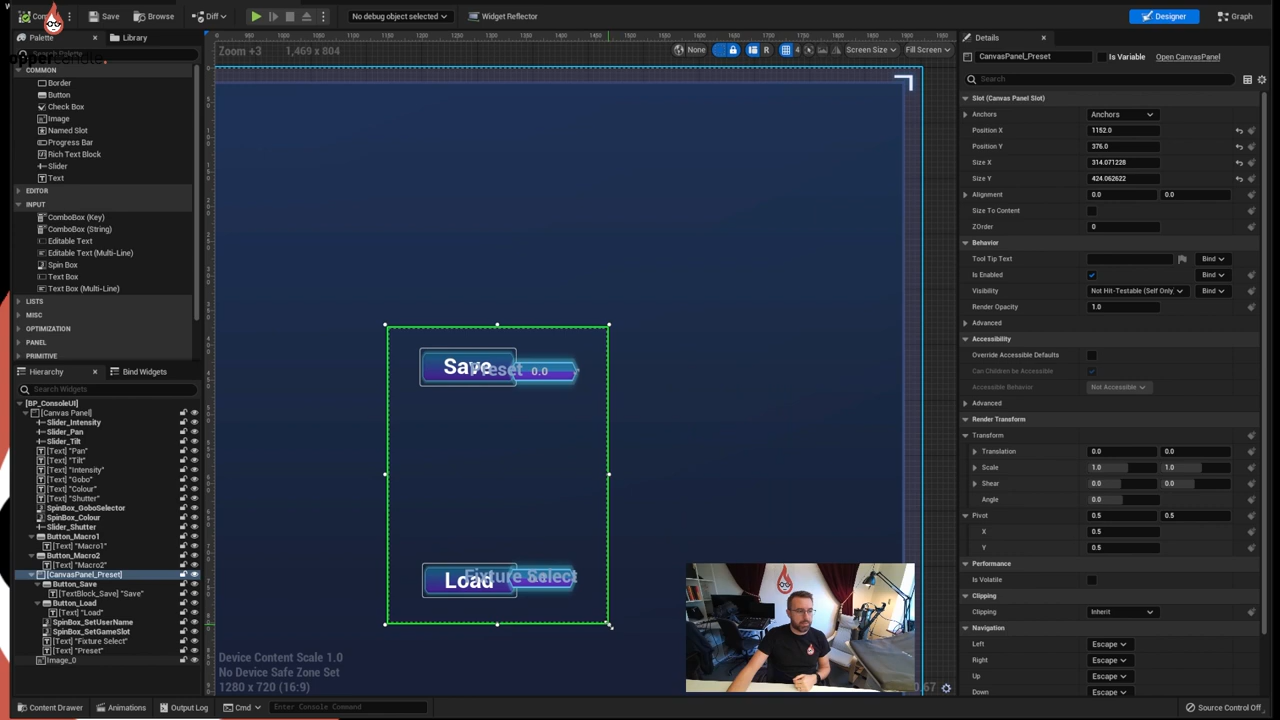 Save
Browse
Diff
No debug object selected
Widget Reflector
Designer
Graph
Palette
Library
COMMON
Border
Button
Check Box
Image
Named Slot
Progress Bar
Rich Text Block
Slider
Text
EDITOR
INPUT
ComboBox (Key)
ComboBox (String)
Editable Text
Editable Text (Multi-Line)
Spin Box
Text Box
Text Box (Multi-Line)
LISTS
MISC
OPTIMIZATION
PANEL
PRIMITIVE
Hierarchy
Bind Widgets
Search Widgets
[BP_ConsoleUI]
[Canvas Panel]
Slider_Intensity
Slider_Pan
Slider_Tilt
[Text] "Pan"
[Text] "Tilt"
[Text] "Intensity"
[Text] "Gobo"
[Text] "Colour"
[Text] "Shutter"
SpinBox_GoboSelector
SpinBox_Colour
Slider_Shutter
Button_Macro1
[Text] "Macro1"
Button_Macro2
[Text] "Macro2"
[CanvasPanel_Preset]
Button_Save
[TextBlock_Save] "Save"
Button_Load
[Text] "Load"
SpinBox_SetUserName
SpinBox_SetGameSlot
[Text] "Fixture Select"
[Text] "Preset"
Image_0
Zoom +3
1,469 x 804
None
R
4
Screen Size
Fill Screen
Save
Preset
0.0
Load
Fixture Select
Device Content Scale 1.0
No Device Safe Zone Set
1280 x 720 (16:9)
Details
CanvasPanel_Preset
Is Variable
Open CanvasPanel
Search
Slot (Canvas Panel Slot)
Anchors
Anchors
Position X
1152.0
Position Y
376.0
Size X
314.071228
Size Y
424.062622
Alignment
0.0
0.0
Size To Content
ZOrder
0
Behavior
Tool Tip Text
Bind
Is Enabled
Bind
Visibility
Not Hit-Testable (Self Only
Bind
Render Opacity
1.0
Advanced
Accessibility
Override Accessible Defaults
Can Children be Accessible
Accessible Behavior
Not Accessible
Advanced
Render Transform
Transform
Translation
0.0
0.0
Scale
1.0
1.0
Shear
0.0
0.0
Angle
0.0
Pivot
0.5
0.5
X
0.5
Y
0.5
Performance
Is Volatile
Clipping
Clipping
Inherit
Navigation
Left
Escape
Right
Escape
Up
Escape
Down
Escape
Content Drawer
Animations
Output Log
Cmd
Enter Console Command
Source Control Off